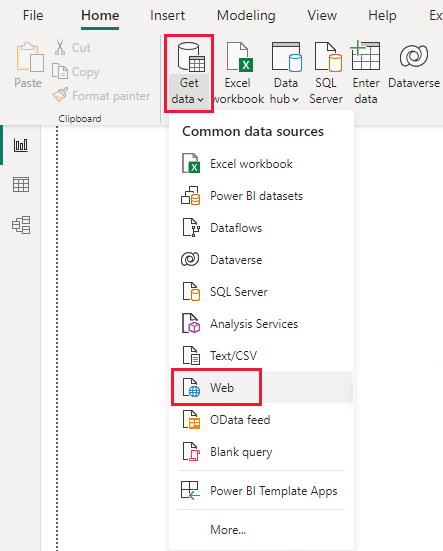 File Home Insert Modeling View Help Ex
Cut
Copy
Format painter
Paste
Clipboard
Get data
Excel workbook
Data hub
SQL Server
Enter data
Dataverse
Common data sources
Excel workbook
Power BI datasets
Dataflows
Dataverse
SQL Server
Analysis Services
Text/CSV
Web
OData feed
Blank query
Power BI Template Apps
More...